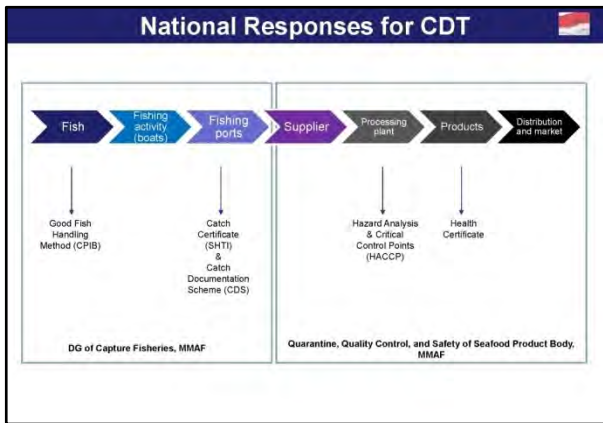 National Responses for CDT
Fish
Fishing
activity
(boats)
Fishing
ports
Supplier
Processing
plant
Products
Distribution
and market
Good Fish
Handling
Method (CPIB)
Catch
Certificate
(SHTI)
&
Catch
Documentation
Scheme (CDS)
Hazard Analysis
& Critical
Control Points
(HACCP)
Health
Certificate
DG of Capture Fisheries, MMAF
Quarantine, Quality Control, and Safety of Seafood Product Body,
MMAF